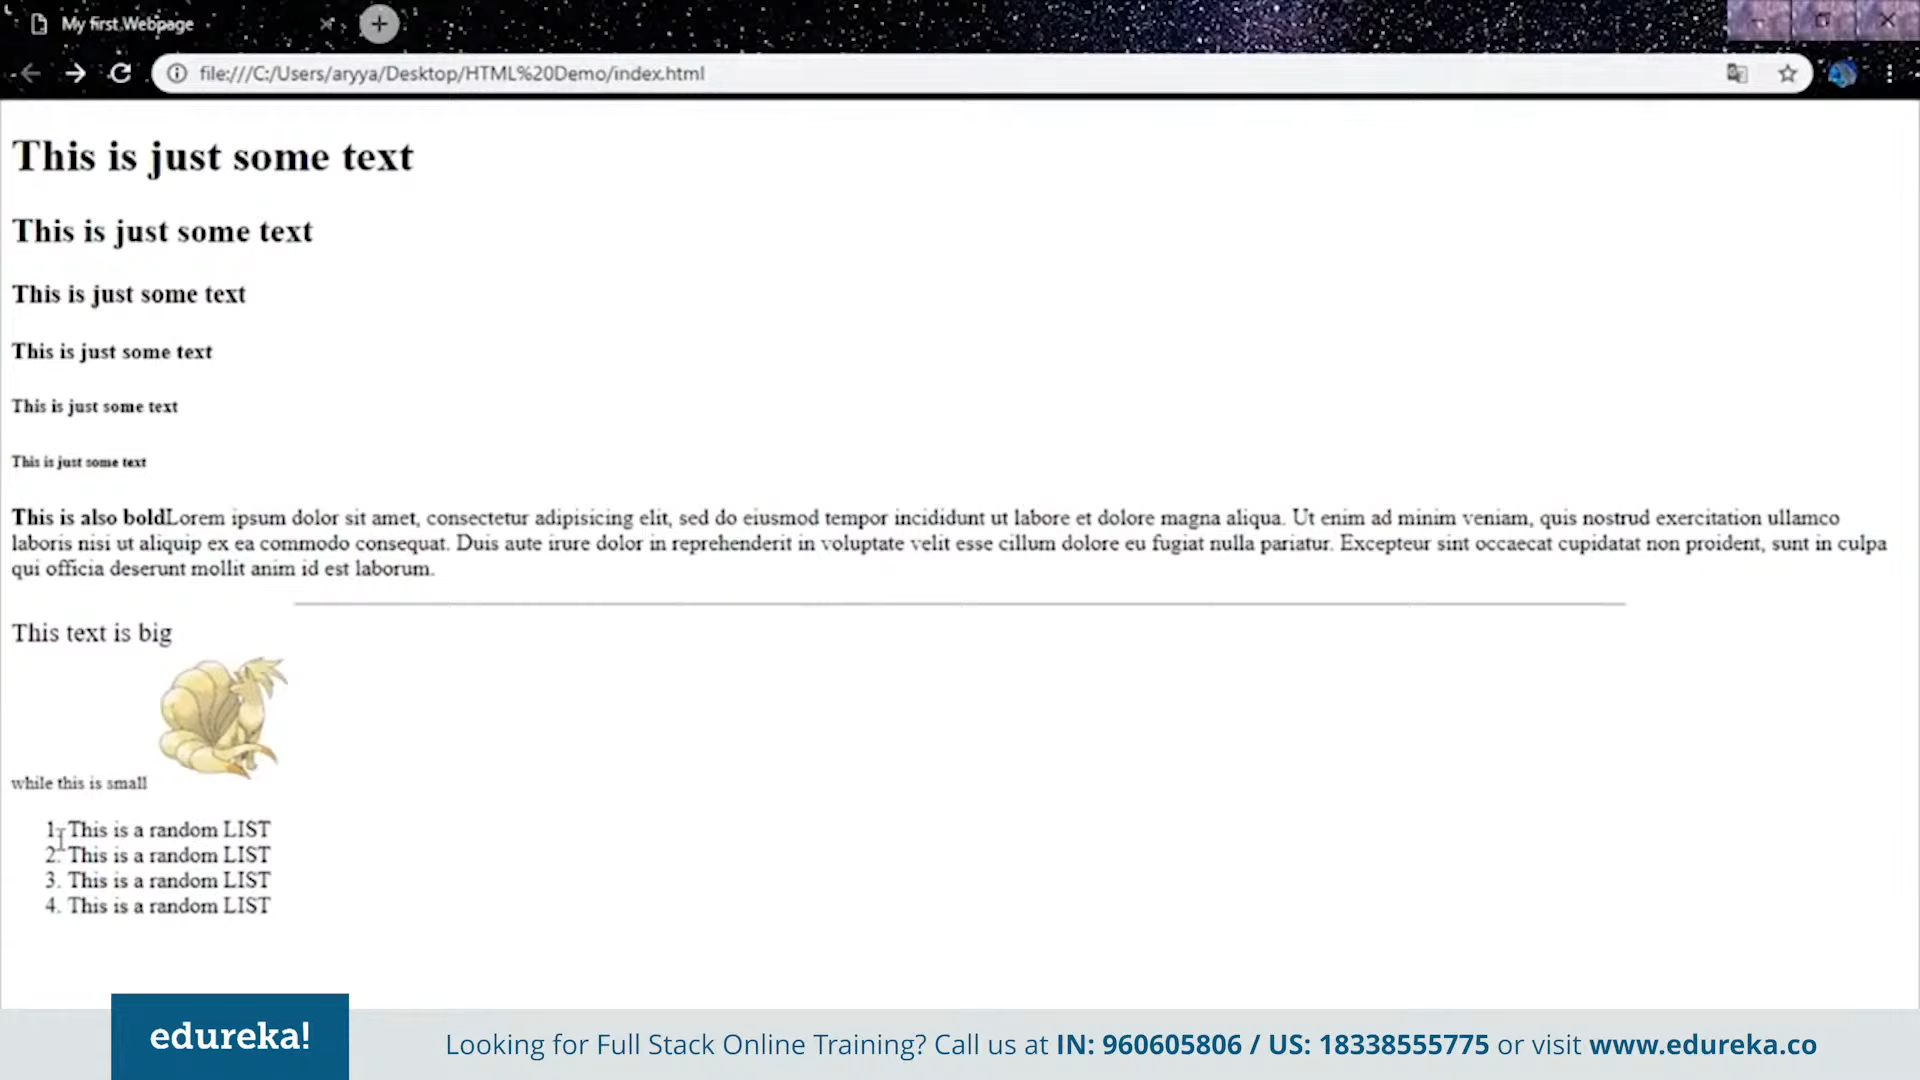 My first Webpage
file:///C:/Users/aryya/Desktop/HTML%20Demo/index.html
This is just some text
This is just some text
This is just some text
This is just some text
This is just some text
This is just some text
This is also boldLorem ipsum dolor sit amet, consectetur adipisicing elit, sed do eiusmod tempor incididunt ut labore et dolore magna aliqua. Ut enim ad minim veniam, quis nostrud exercitation ullamco
laboris nisi ut aliquip ex ea commodo consequat. Duis aute irure dolor in reprehenderit in voluptate velit esse cillum dolore eu fugiat nulla pariatur. Excepteur sint occaecat cupidatat non proident, sunt in culpa
qui officia deserunt mollit anim id est laborum.
This text is big
while this is small
1. This is a random LIST
2. This is a random LIST
3. This is a random LIST
4. This is a random LIST
edureka!
Looking for Full Stack Online Training? Call us at IN: 960605806 / US: 18338555775 or visit www.edureka.co